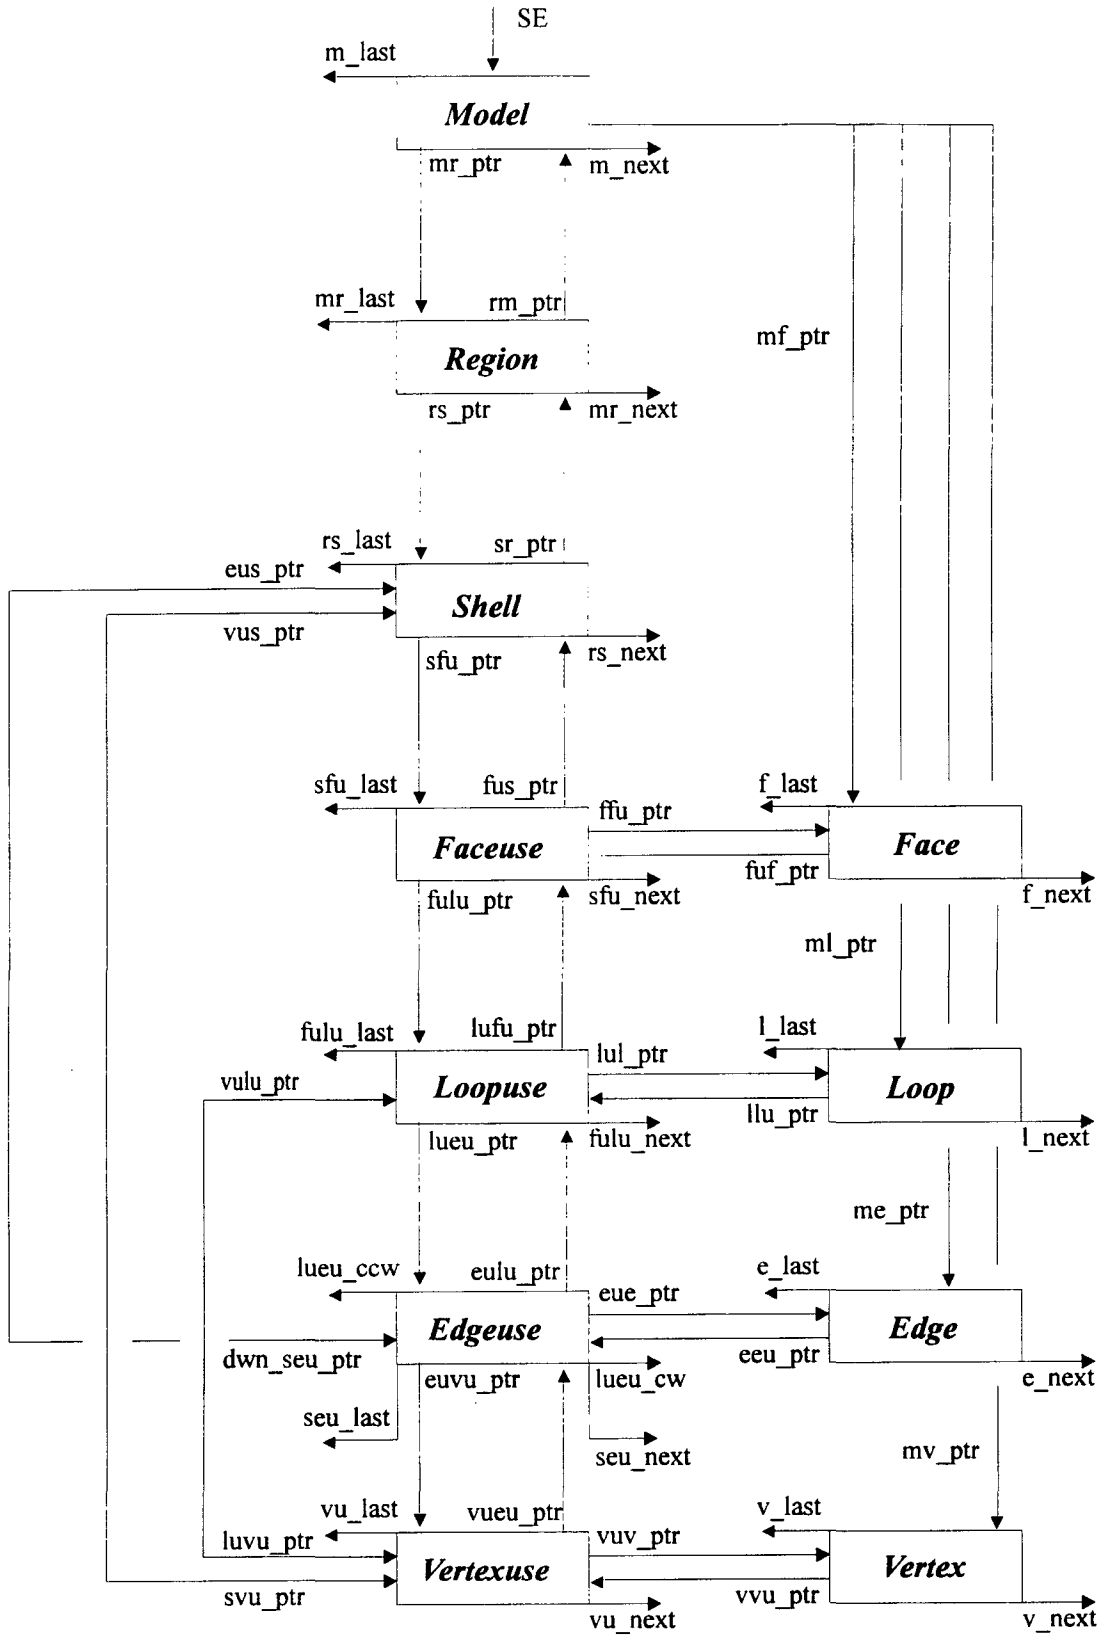 SE
m_last
Model
mr_ptr
m_next
mr_last
rm_ptr
mf_ptr
Region
rs_ptr
mr_next
rs_last
sr_ptr
eus_ptr
Shell
vus_ptr
sfu_ptr
rs_next
sfu_last
fus_ptr
f_last
ffu_ptr
Faceuse
Face
fuf_ptr
fulu_ptr
sfu_next
f_next
ml_ptr
fulu_last
lufu_ptr
l_last
lul_ptr
vulu_ptr
Loopuse
Loop
llu_ptr
lueu_ptr
fulu_next
l_next
me_ptr
lueu_ccw
eulu_ptr
e_last
eue_ptr
Edgeuse
Edge
dwn_seu_ptr
eeu_ptr
euvu_ptr
lueu_cw
e_next
seu_last
seu_next
mv_ptr
vu_last
vueu_ptr
v_last
luvu_ptr
vuv_ptr
Vertexuse
Vertex
svu_ptr
vvu_ptr
vu_next
v_next